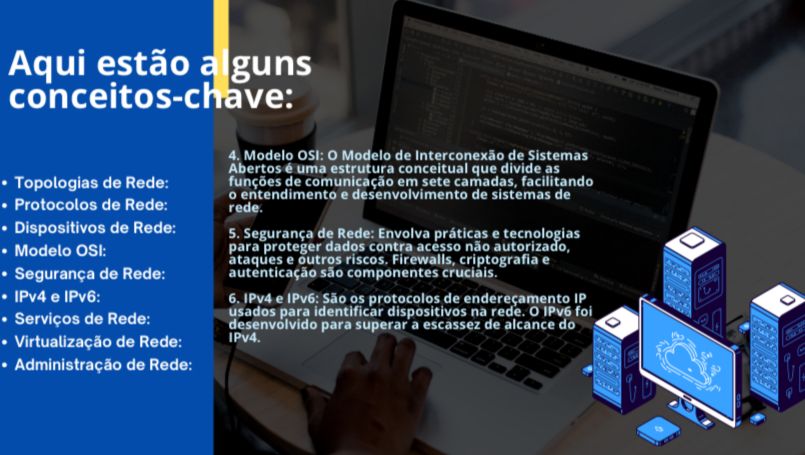 Aqui estão alguns
conceitos-chave:
• Topologias de Rede:
• Protocolos de Rede:
• Dispositivos de Rede:
• Modelo OSI:
• Segurança de Rede:
• IPv4 e IPv6:
• Serviços de Rede:
• Virtualização de Rede:
• Administração de Rede:
4. Modelo OSI: O Modelo de Interconexão de Sistemas
Abertos é uma estrutura conceitual que divide as
funções de comunicação em sete camadas, facilitando
o entendimento e desenvolvimento de sistemas de
rede.
5. Segurança de Rede: Envolva práticas e tecnologias
para proteger dados contra acesso não autorizado,
ataques e outros riscos. Firewalls, criptografia e
autenticação são componentes cruciais.
6. IPv4 e IPv6: São os protocolos de endereçamento IP
usados para identificar dispositivos na rede. O IPv6 foi
desenvolvido para superar a escassez de alcance do
IPv4.